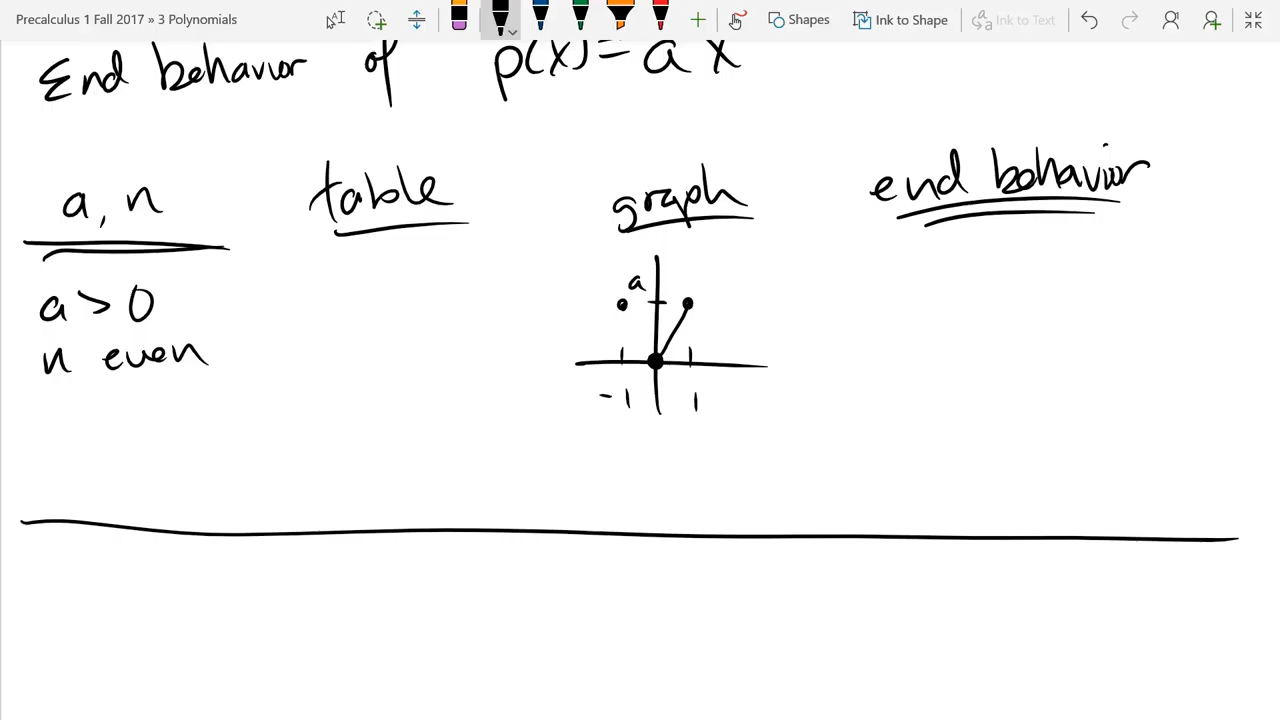 Precalculus 1 Fall 2017 » 3 Polynomials
Shapes
Ink to Shape
Ink to Text
End behavior of p(x) = a x
a, n
table
graph
end behavior
a > 0
n even
a
-1
1